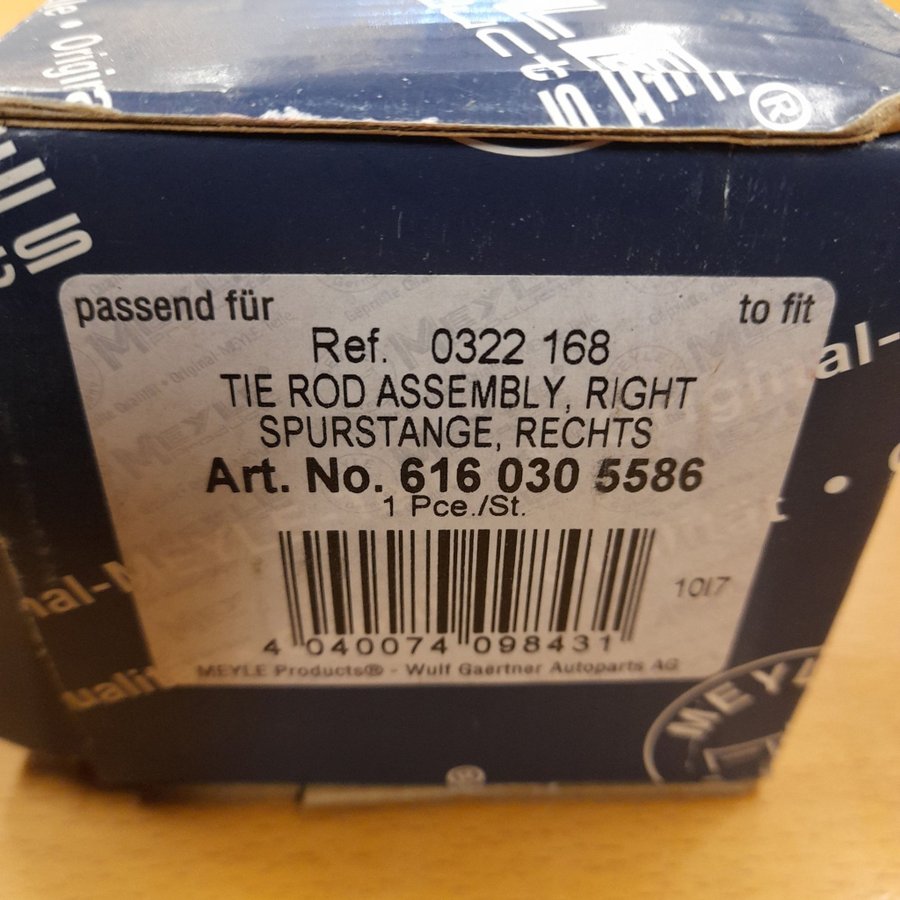 passend für
to fit
Ref. 0322 168
TIE ROD ASSEMBLY, RIGHT
SPURSTANGE, RECHTS
Art. No. 616 030 5586
1 Pce./St.
1017
4 040074 098431
MEYLE Products® - Wulf Gaertner Autoparts AG